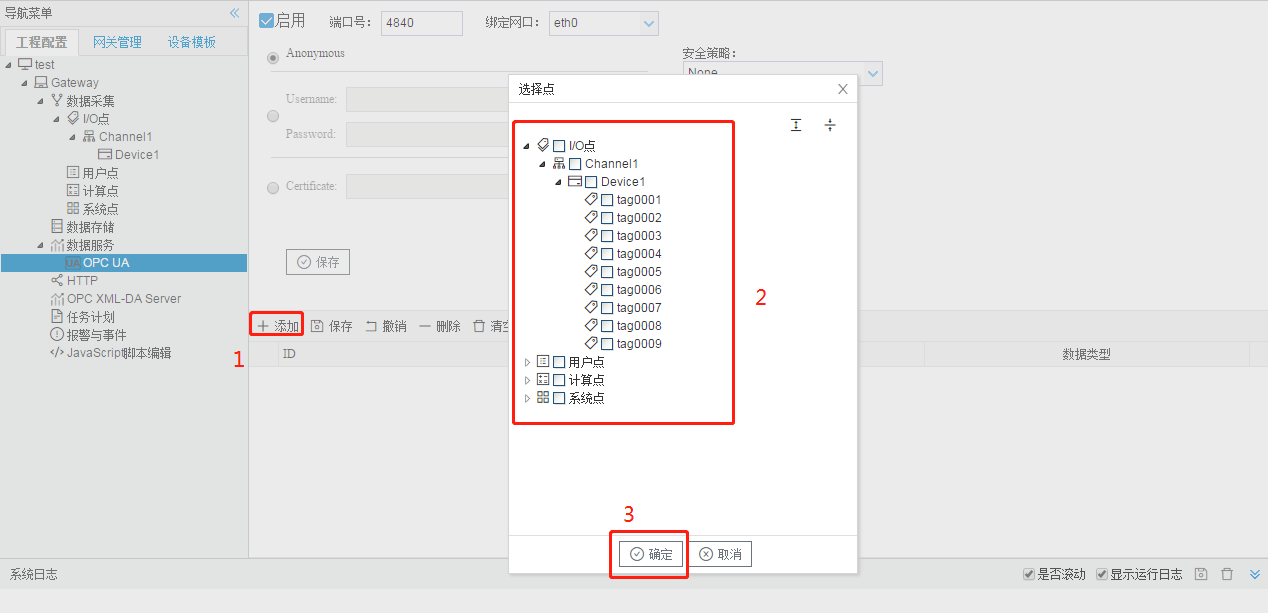 导航菜单
工程配置 网关管理 设备模板
test
Gateway
数据采集
I/O点
Channel1
Device1
用户点
计算点
系统点
数据存储
数据服务
OPC UA
HTTP
OPC XML-DA Server
任务计划
报警与事件
JavaScript脚本编辑
启用 端口号: 4840 绑定网口: eth0
Anonymous
安全策略:
None
Username:
Password:
Certificate:
保存
添加 保存 撤销 删除 清空
1
ID 数据类型
选择点
I/O点
Channel1
Device1
tag0001
tag0002
tag0003
tag0004
tag0005
tag0006
tag0007
tag0008
tag0009
用户点
计算点
系统点
2
3
确定 取消
系统日志 是否滚动 显示运行日志